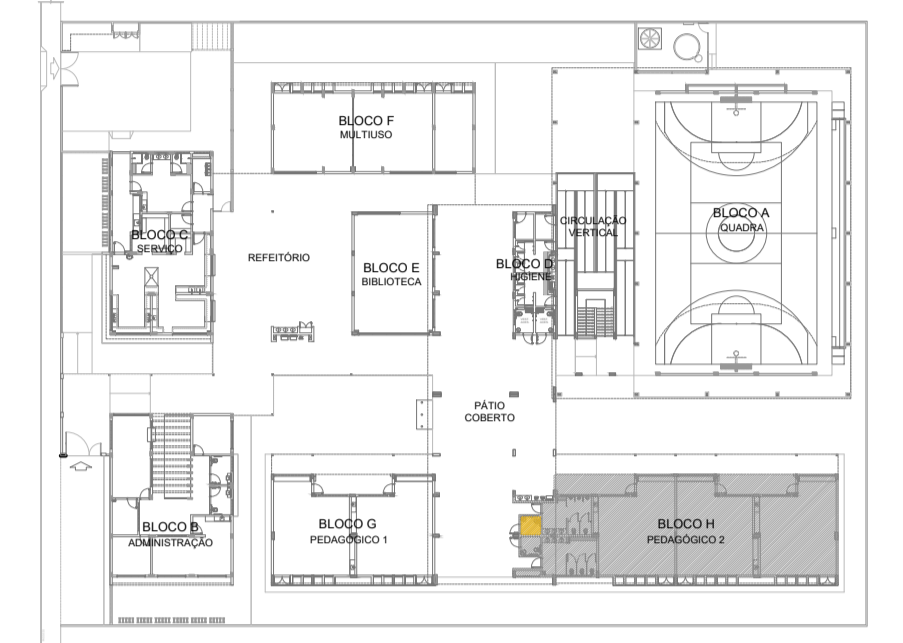 BLOCO F
MULTIUSO
BLOCO C
SERVIÇO
REFEITÓRIO
BLOCO E
BIBLIOTECA
BLOCO D
HIGIENE
CIRCULAÇÃO
VERTICAL
BLOCO A
QUADRA
PÁTIO
COBERTO
BLOCO B
ADMINISTRAÇÃO
BLOCO G
PEDAGÓGICO 1
BLOCO H
PEDAGÓGICO 2